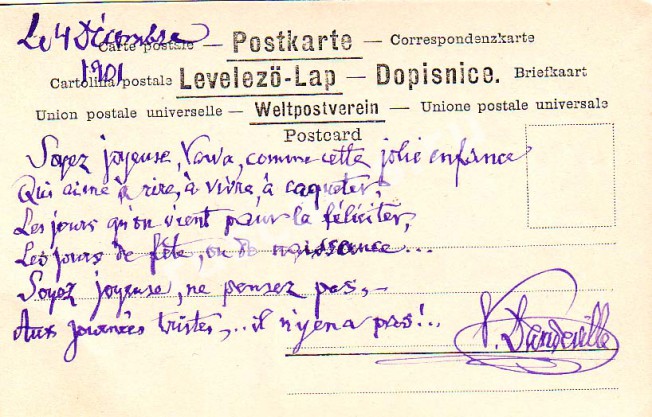 Le 4 Décembre
1901
Carte postale — Postkarte — Correspondenzkarte
Cartolina postale Levelezö-Lap — Dopisnice. Briefkaart
Union postale universelle — Weltpostverein — Unione postale universale
Postcard
Soyez joyeuse, Vava, comme cette jolie enfance
Qui aime à rire, à vivre, à caqueter,
Les jours qu'on vient pour la féliciter,
Les jours de fête, ou de naissance...
Soyez joyeuse, ne pensez pas, -
Aux journées tristes,.. il n'y en a pas!..
V. Dandeville